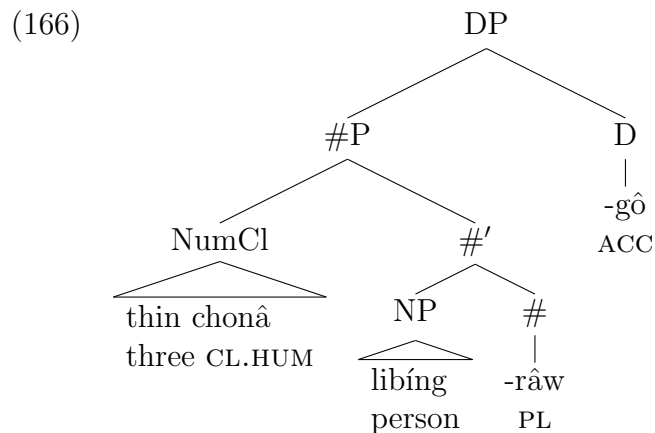 (166)
DP
#P D
-gô
ACC
NumCl #′
thin chonâ
three CL.HUM
NP #
libíng -râw
person PL